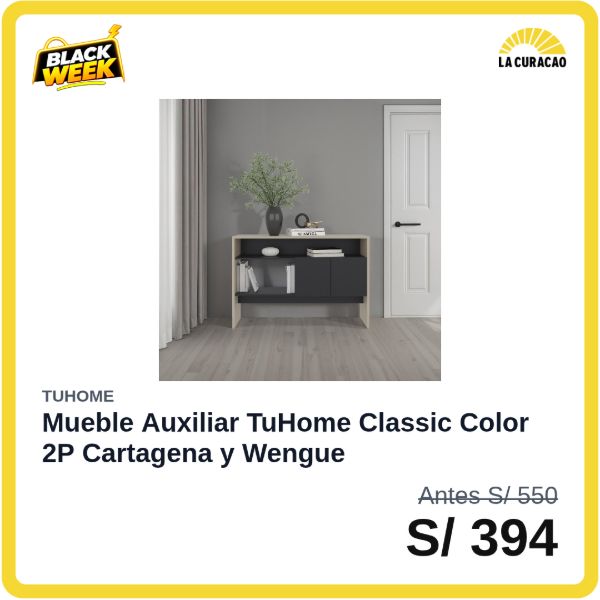 BLACK
WEEK
LA CURACAO
TUHOME
Mueble Auxiliar TuHome Classic Color
2P Cartagena y Wengue
Antes S/ 550
S/ 394